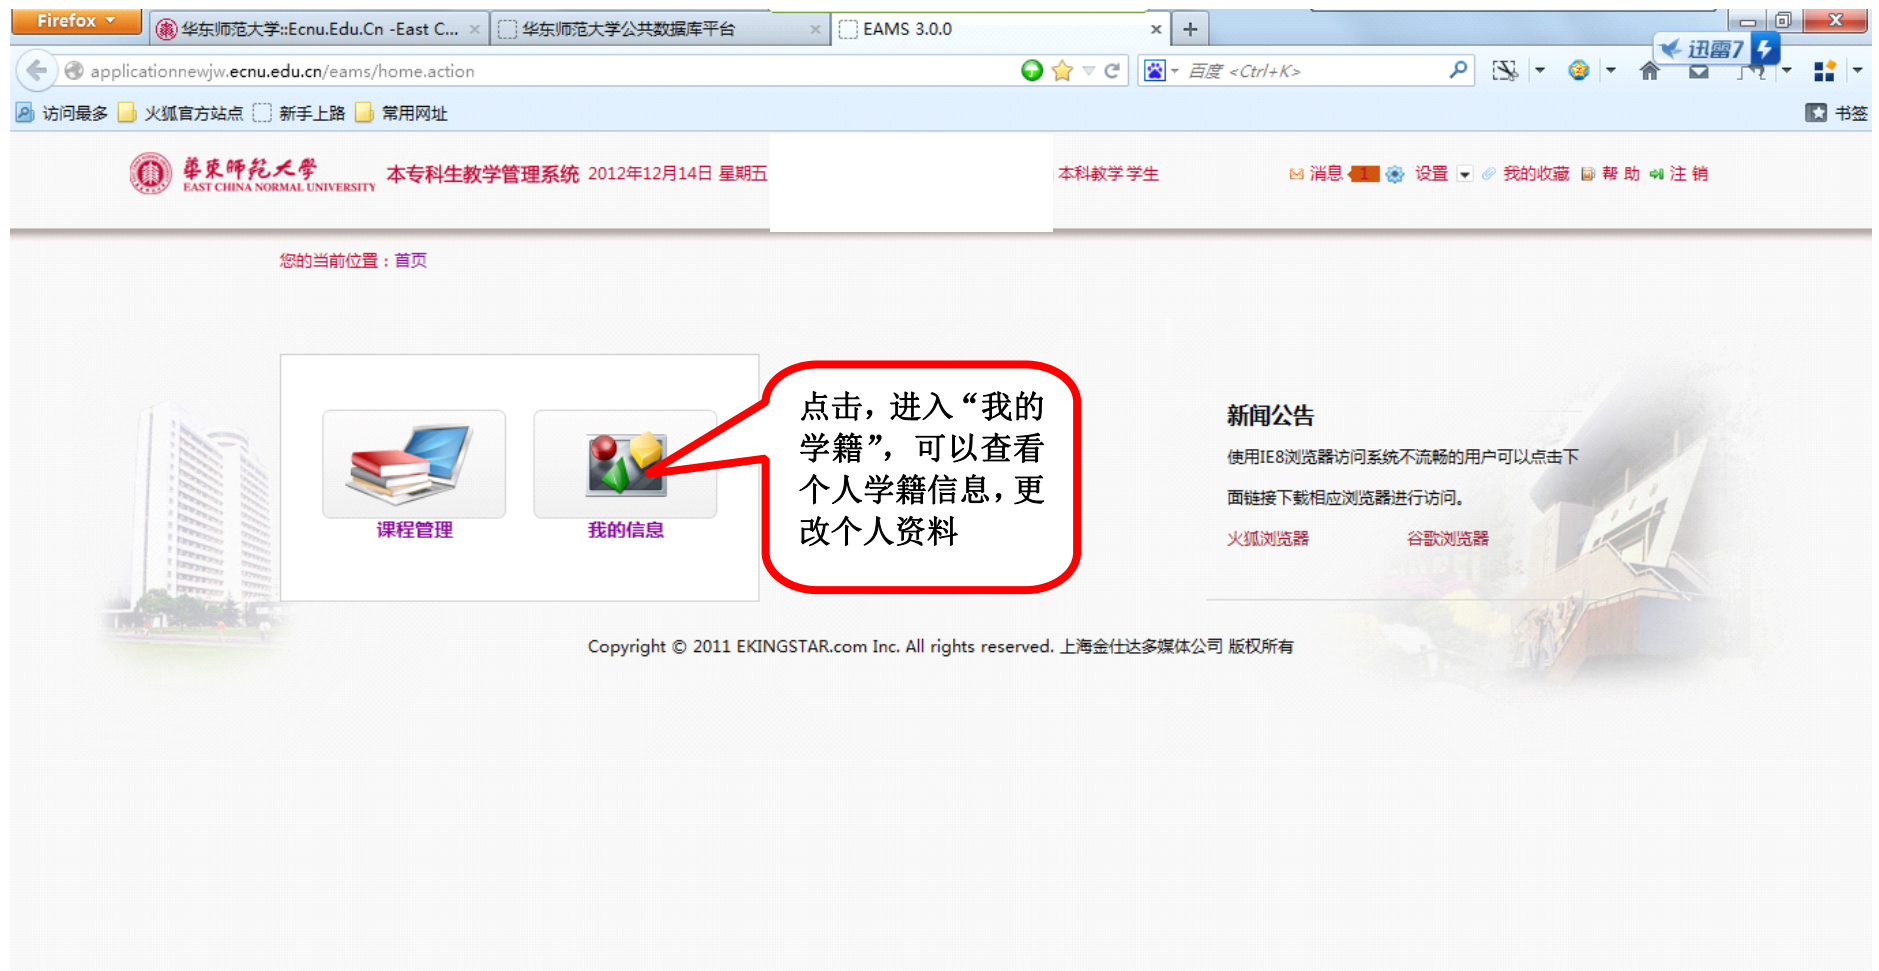 Firefox
华东师范大学::Ecnu.Edu.Cn -East C...
华东师范大学公共数据库平台
EAMS 3.0.0
迅雷7
applicationnewjw.ecnu.edu.cn/eams/home.action
百度 <Ctrl+K>
访问最多 火狐官方站点 新手上路 常用网址
书签
華東師範大學
EAST CHINA NORMAL UNIVERSITY
本专科生教学管理系统 2012年12月14日 星期五
本科教学 学生
消息 1 设置 我的收藏 帮 助 注 销
您的当前位置：首页
课程管理
我的信息
点击，进入“我的
学籍”，可以查看
个人学籍信息，更
改个人资料
新闻公告
使用IE8浏览器访问系统不流畅的用户可以点击下
面链接下载相应浏览器进行访问。
火狐浏览器 谷歌浏览器
Copyright © 2011 EKINGSTAR.com Inc. All rights reserved. 上海金仕达多媒体公司 版权所有